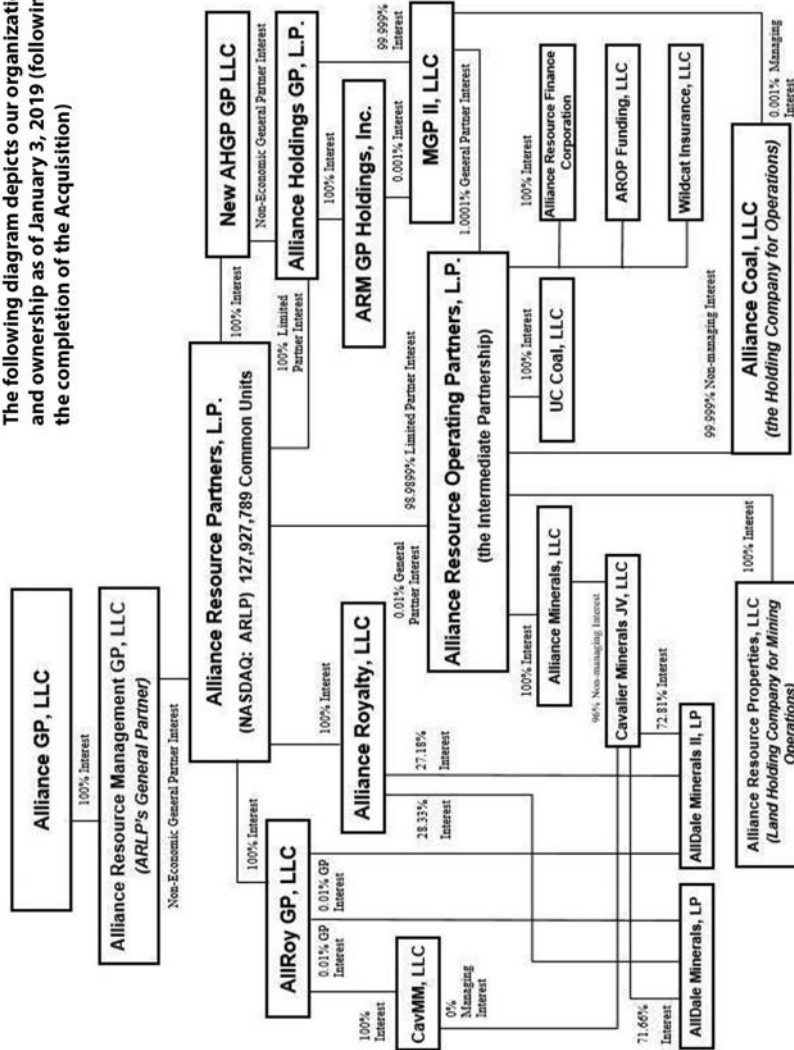 The following diagram depicts our organizati
and ownership as of January 3, 2019 (followin
the completion of the Acquisition)
Alliance GP, LLC
100% Interest
Alliance Resource Management GP, LLC
(ARLP's General Partner)
Non-Economic General Partner Interest
Alliance Resource Partners, L.P.
(NASDAQ: ARLP) 127,927,789 Common Units
100% Interest
New AHGP GP LLC
Non-Economic General Partner Interest
100% Limited
Partner Interest
Alliance Holdings GP, L.P.
100% Interest
99.999%
Interest
ARM GP Holdings, Inc.
0.001% Interest
MGP II, LLC
100% Interest
AllRoy GP, LLC
100% Interest
Alliance Royalty, LLC
0.01% General
Partner Interest
98.9899% Limited Partner Interest
1.0001% General Partner Interest
Alliance Resource Operating Partners, L.P.
(the Intermediate Partnership)
0.01% GP
Interest
0.01% GP
Interest
28.33%
Interest
27.18%
Interest
100%
Interest
CavMM, LLC
0%
Managing
Interest
100% Interest
Alliance Minerals, LLC
96% Non-managing Interest
Cavalier Minerals JV, LLC
100% Interest
UC Coal, LLC
100% Interest
Alliance Resource Finance
Corporation
AROP Funding, LLC
Wildcat Insurance, LLC
71.66%
Interest
72.81% Interest
AllDale Minerals, LP
AllDale Minerals II, LP
100% Interest
Alliance Resource Properties, LLC
(Land Holding Company for Mining
Operations)
99.999% Non-managing Interest
0.001% Managing
Interest
Alliance Coal, LLC
(the Holding Company for Operations)